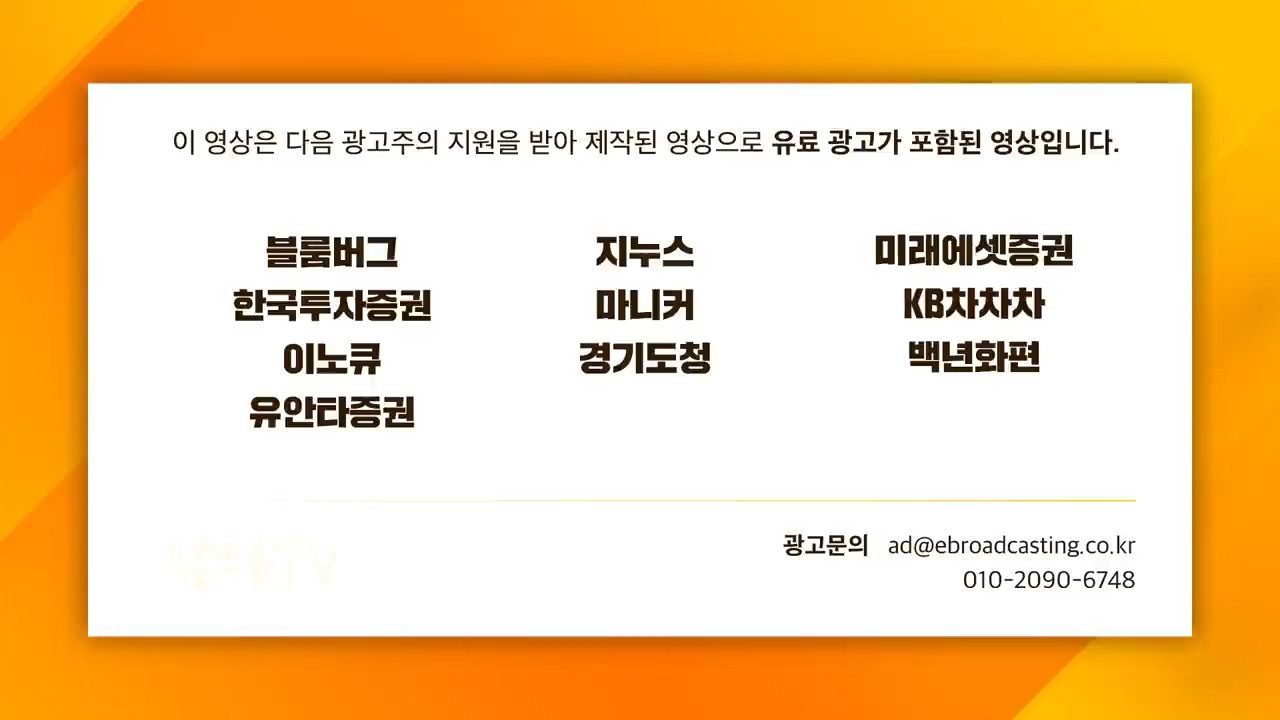 이 영상은 다음 광고주의 지원을 받아 제작된 영상으로 유료 광고가 포함된 영상입니다.
블룸버그 지누스 미래에셋증권
한국투자증권 마니커 KB차차차
이노큐 경기도청 백년화편
유안타증권
광고문의 ad@ebroadcasting.co.kr
010-2090-6748